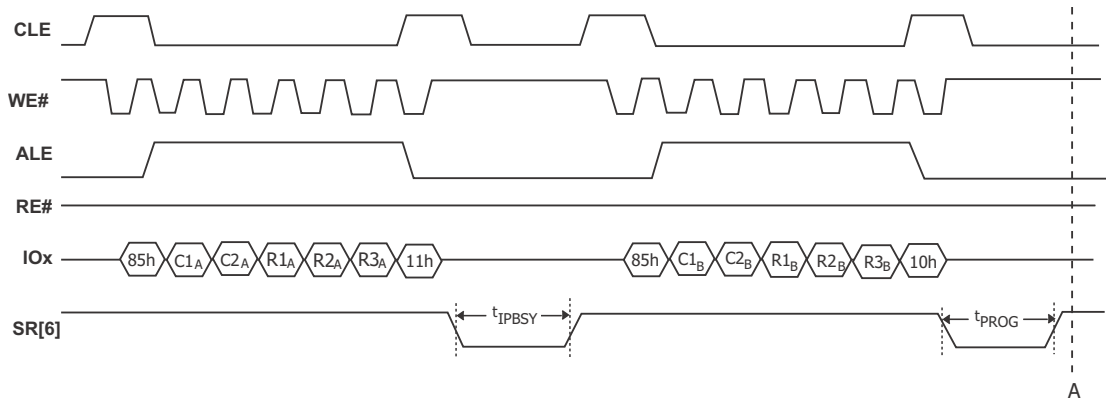 CLE
WE#
ALE
RE#
IOx 85h C1A C2A R1A R2A R3A 11h 85h C1B C2B R1B R2B R3B 10h
SR[6] tIPBSY tPROG
A